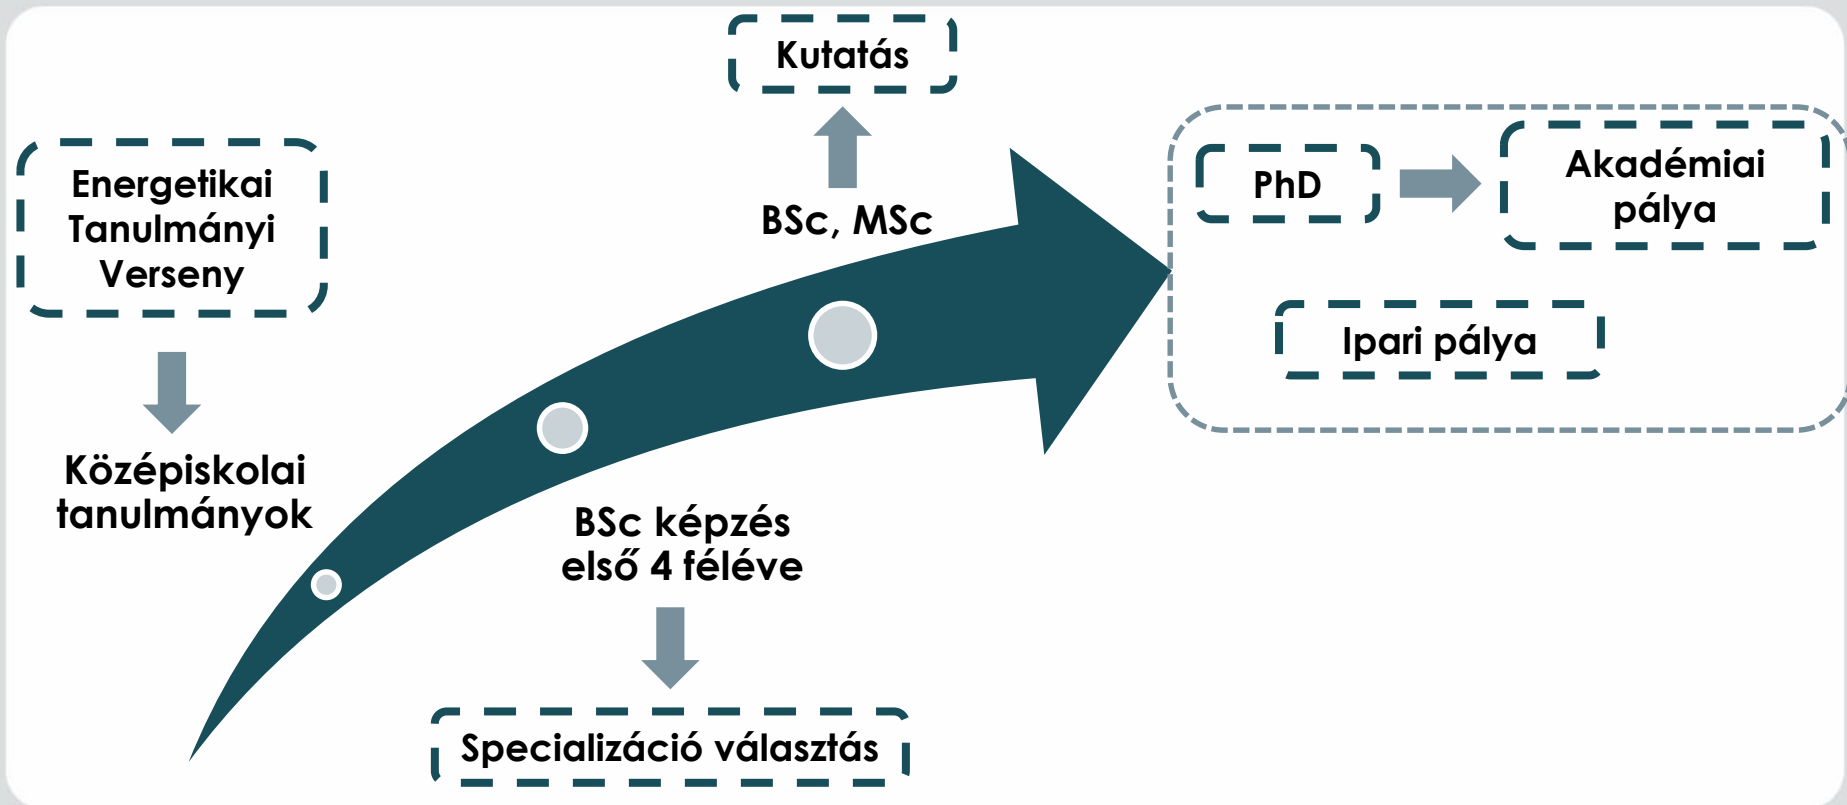 Kutatás
Energetikai
Tanulmányi
Verseny
BSc, MSc
PhD
Akadémiai
pálya
Ipari pálya
Középiskolai
tanulmányok
BSc képzés
első 4 féléve
Specializáció választás